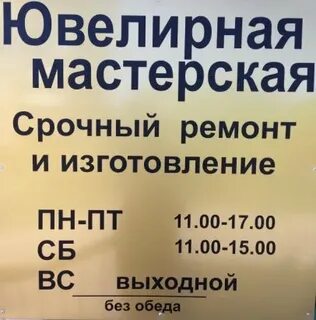 Ювелирная
мастерская
Срочный ремонт
и изготовление
ПН-ПТ 11.00-17.00
СБ 11.00-15.00
ВС выходной
без обеда